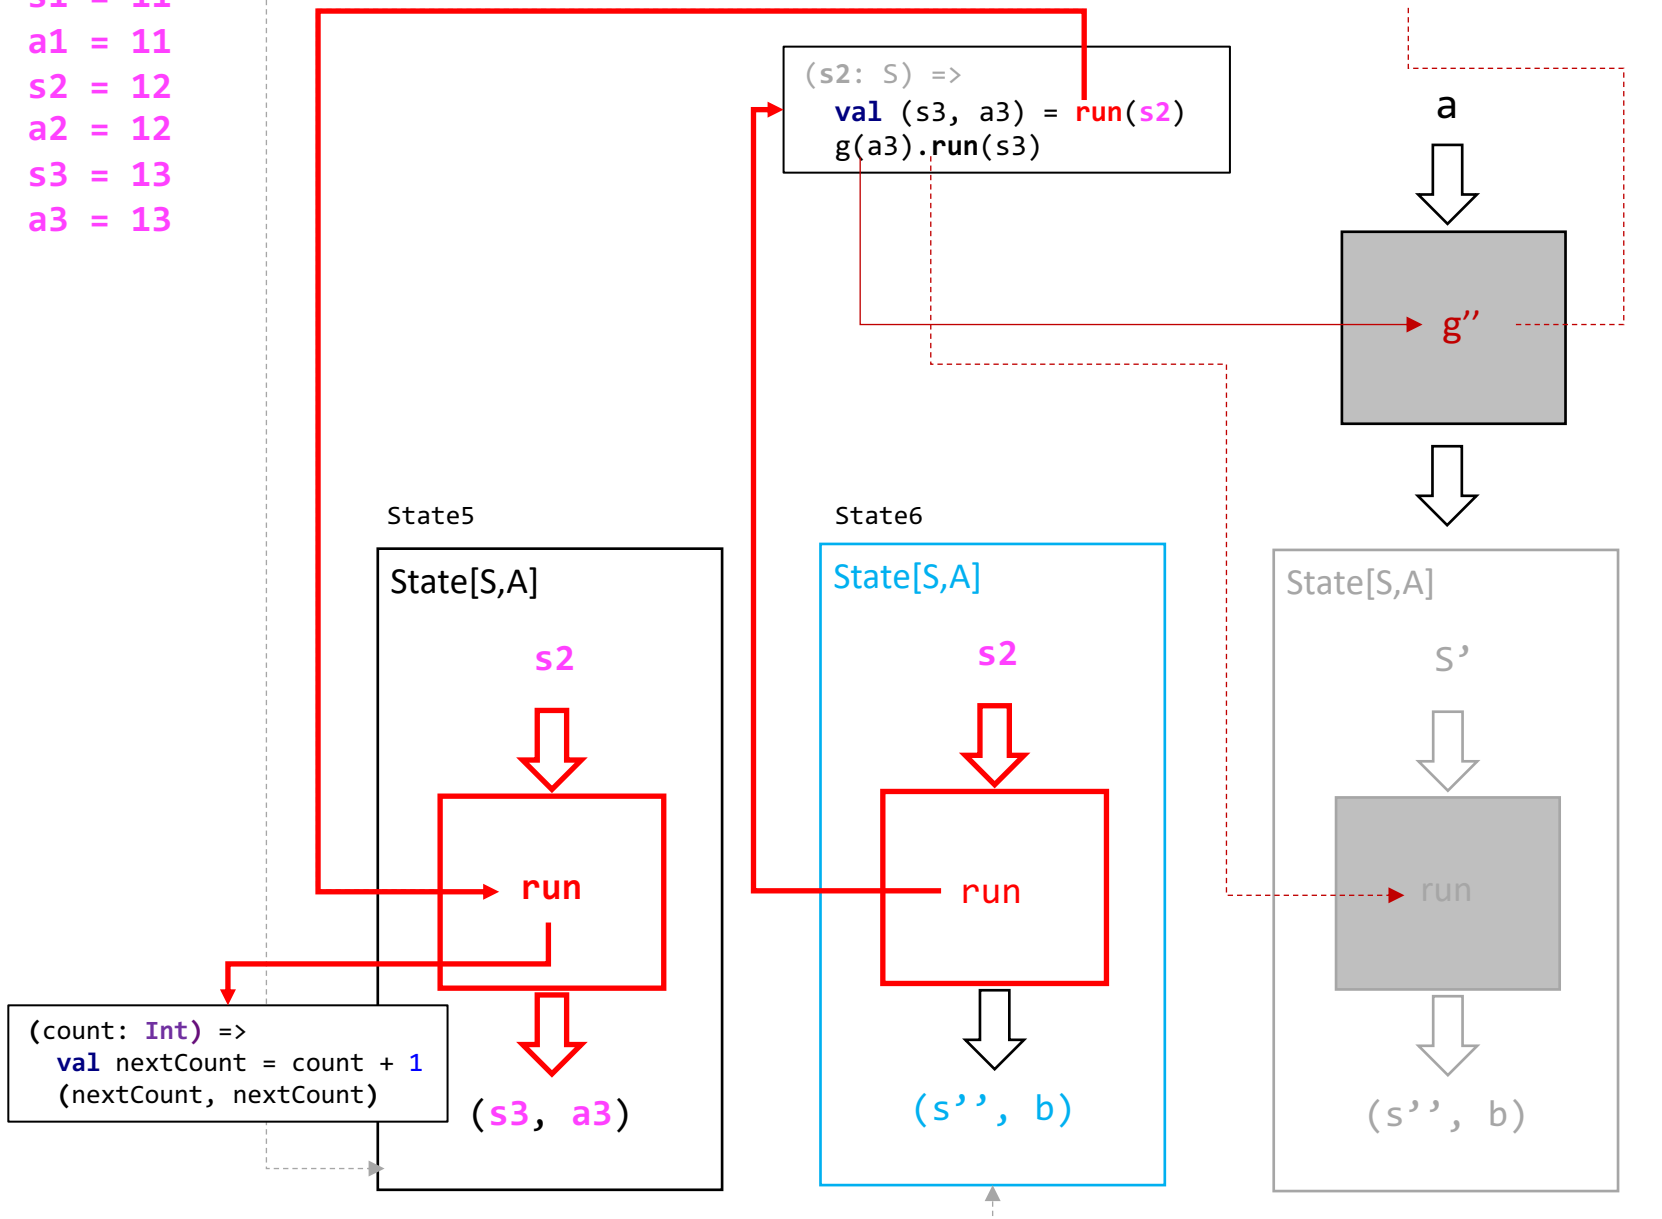 s1 = 11
a1 = 11
s2 = 12
a2 = 12
s3 = 13
a3 = 13
(s2: S) =>
val (s3, a3) = run(s2)
g(a3).run(s3)
a
g’’
State5
State[S,A]
s2
run
(s3, a3)
(count: Int) =>
val nextCount = count + 1
(nextCount, nextCount)
State6
State[S,A]
s2
run
(s’’, b)
State[S,A]
S’
run
(s’’, b)